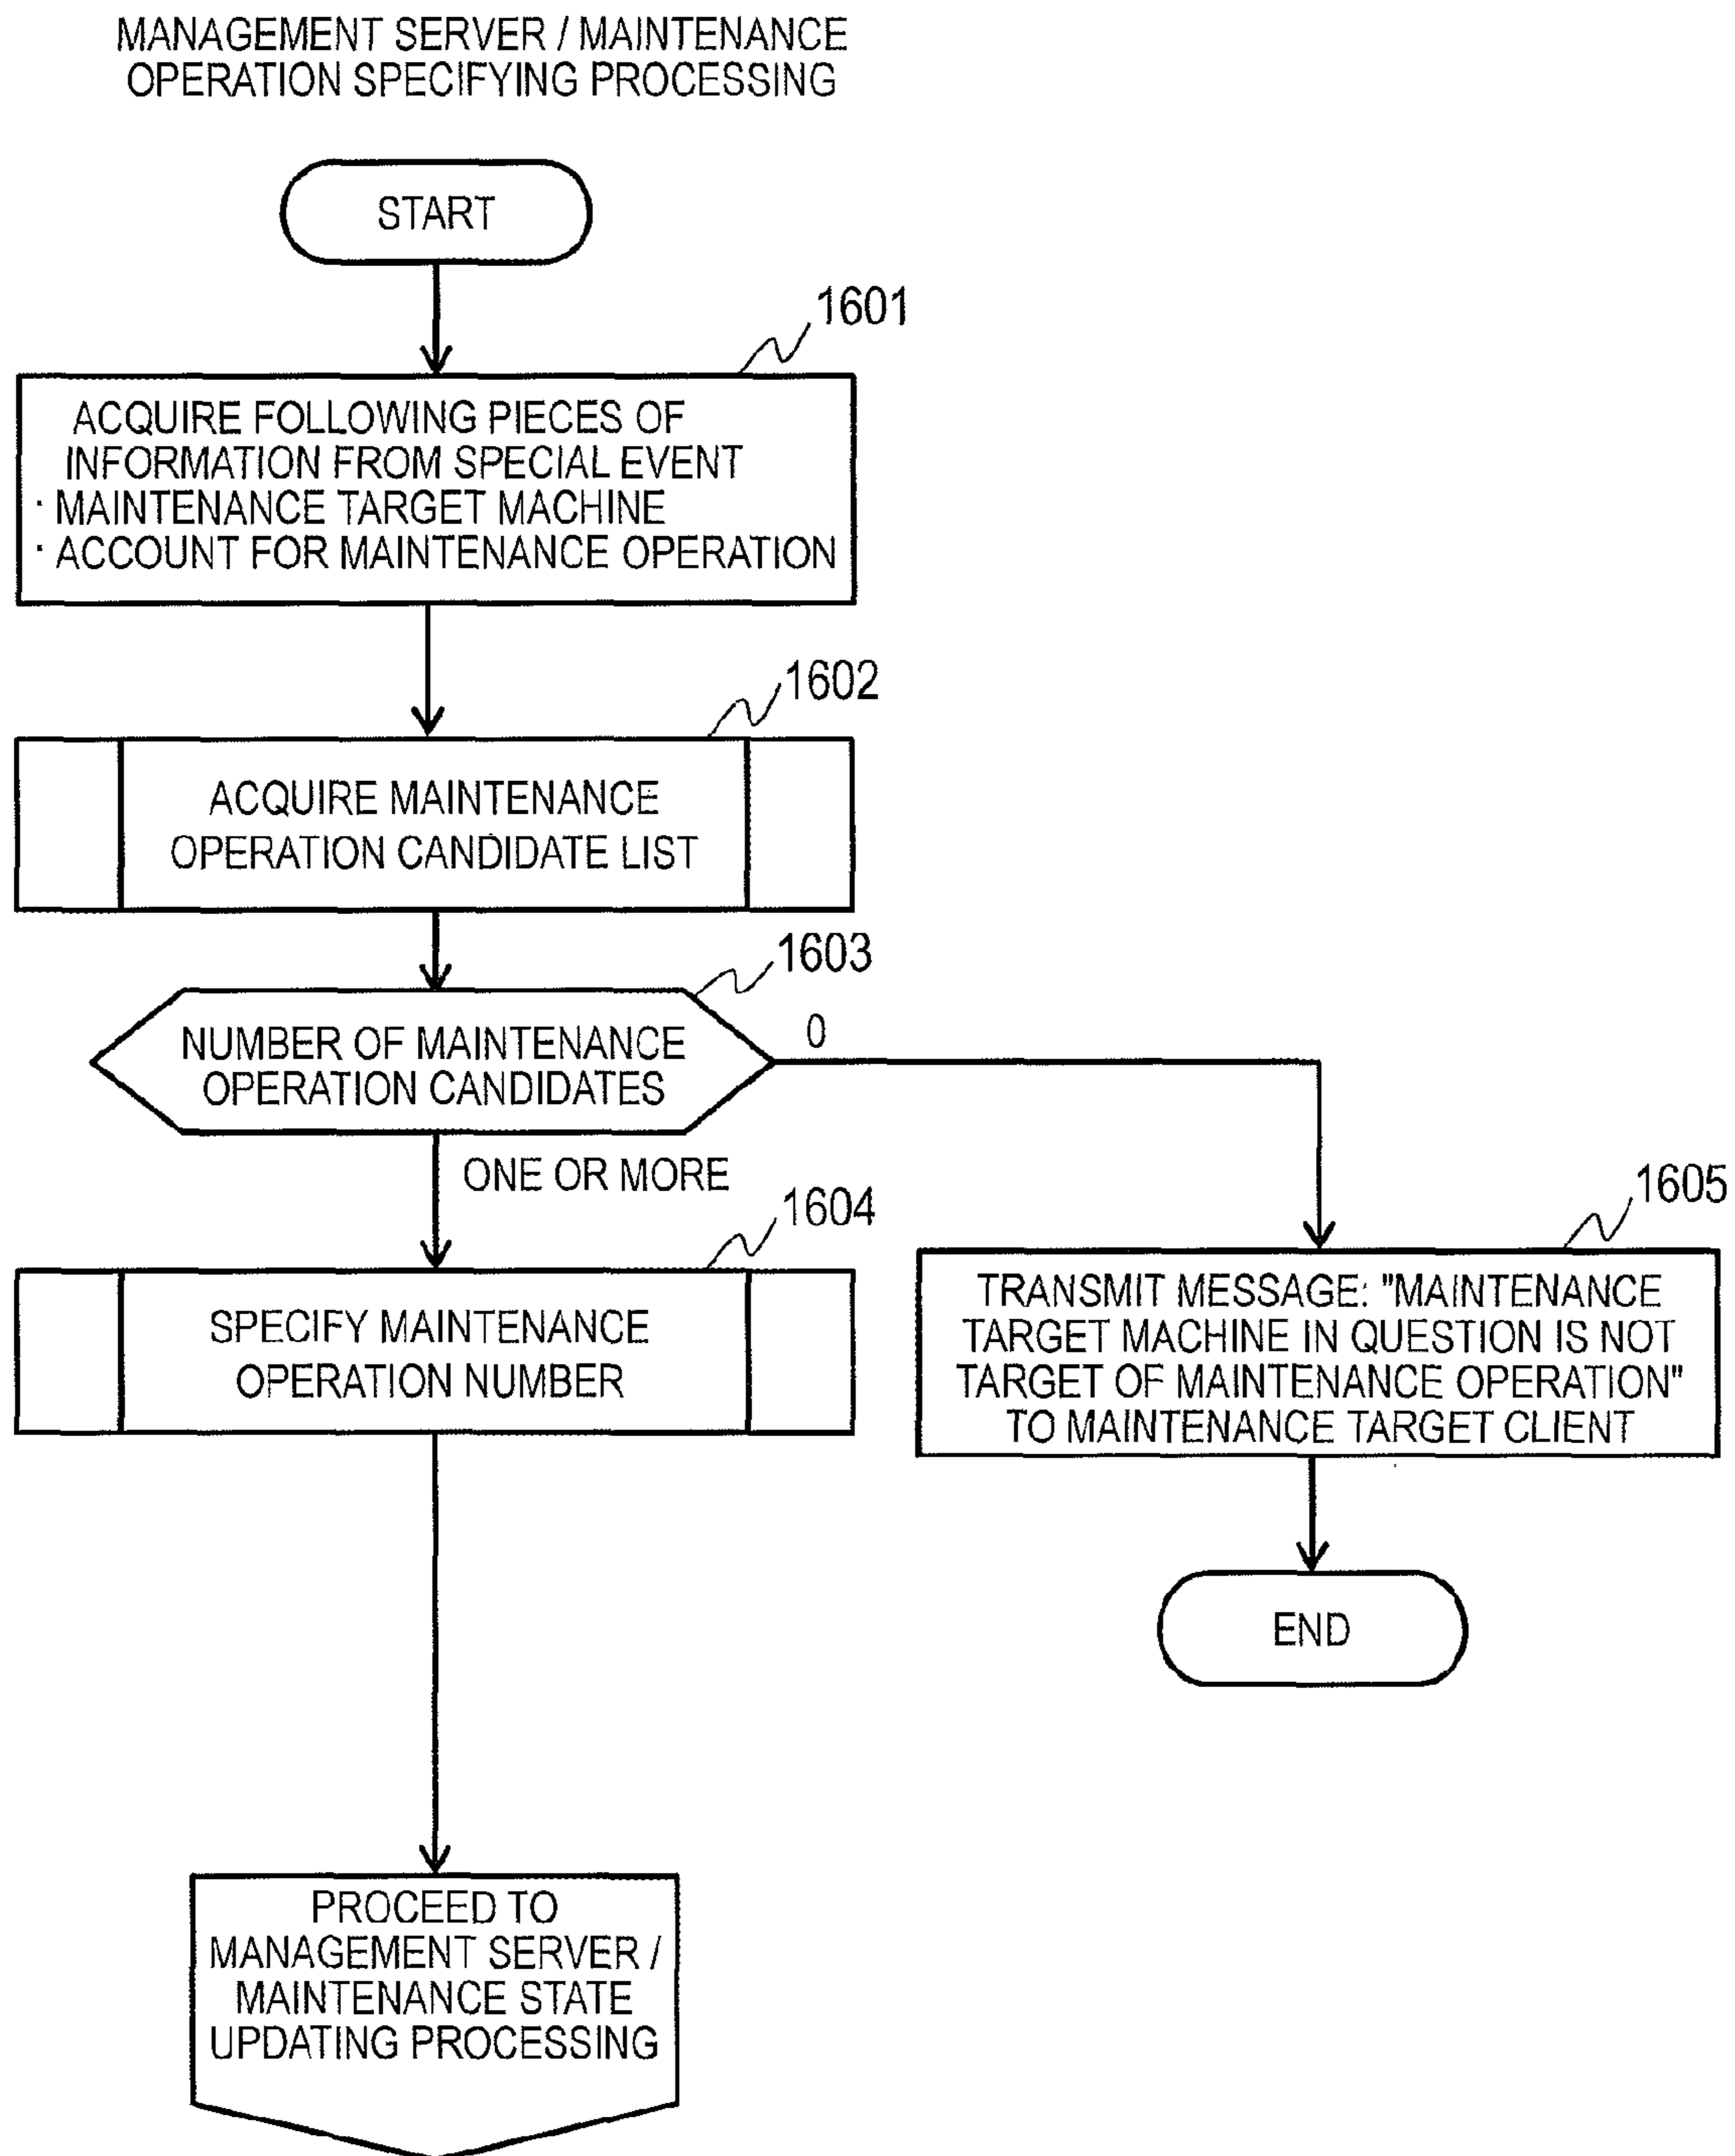 MANAGEMENT SERVER / MAINTENANCE
OPERATION SPECIFYING PROCESSING
START
1601
ACQUIRE FOLLOWING PIECES OF
INFORMATION FROM SPECIAL EVENT
· MAINTENANCE TARGET MACHINE
· ACCOUNT FOR MAINTENANCE OPERATION
1602
ACQUIRE MAINTENANCE
OPERATION CANDIDATE LIST
1603
NUMBER OF MAINTENANCE
OPERATION CANDIDATES
0
ONE OR MORE
1604
SPECIFY MAINTENANCE
OPERATION NUMBER
1605
TRANSMIT MESSAGE: "MAINTENANCE
TARGET MACHINE IN QUESTION IS NOT
TARGET OF MAINTENANCE OPERATION"
TO MAINTENANCE TARGET CLIENT
END
PROCEED TO
MANAGEMENT SERVER /
MAINTENANCE STATE
UPDATING PROCESSING